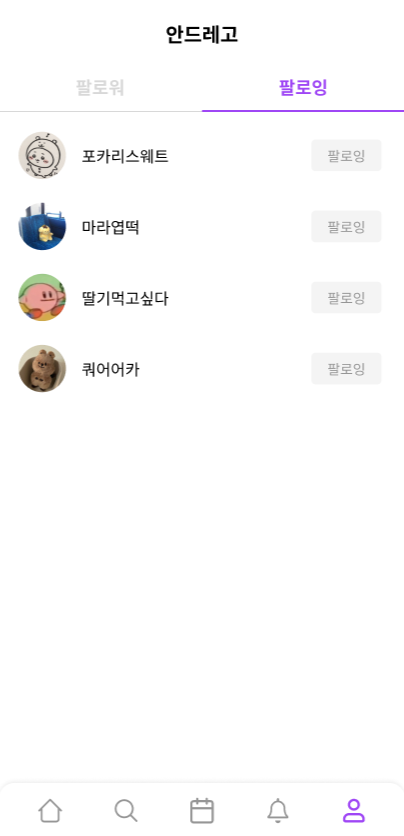 안드레고
팔로워 팔로잉
포카리스웨트 팔로잉
마라엽떡 팔로잉
딸기먹고싶다 팔로잉
쿼어어카 팔로잉